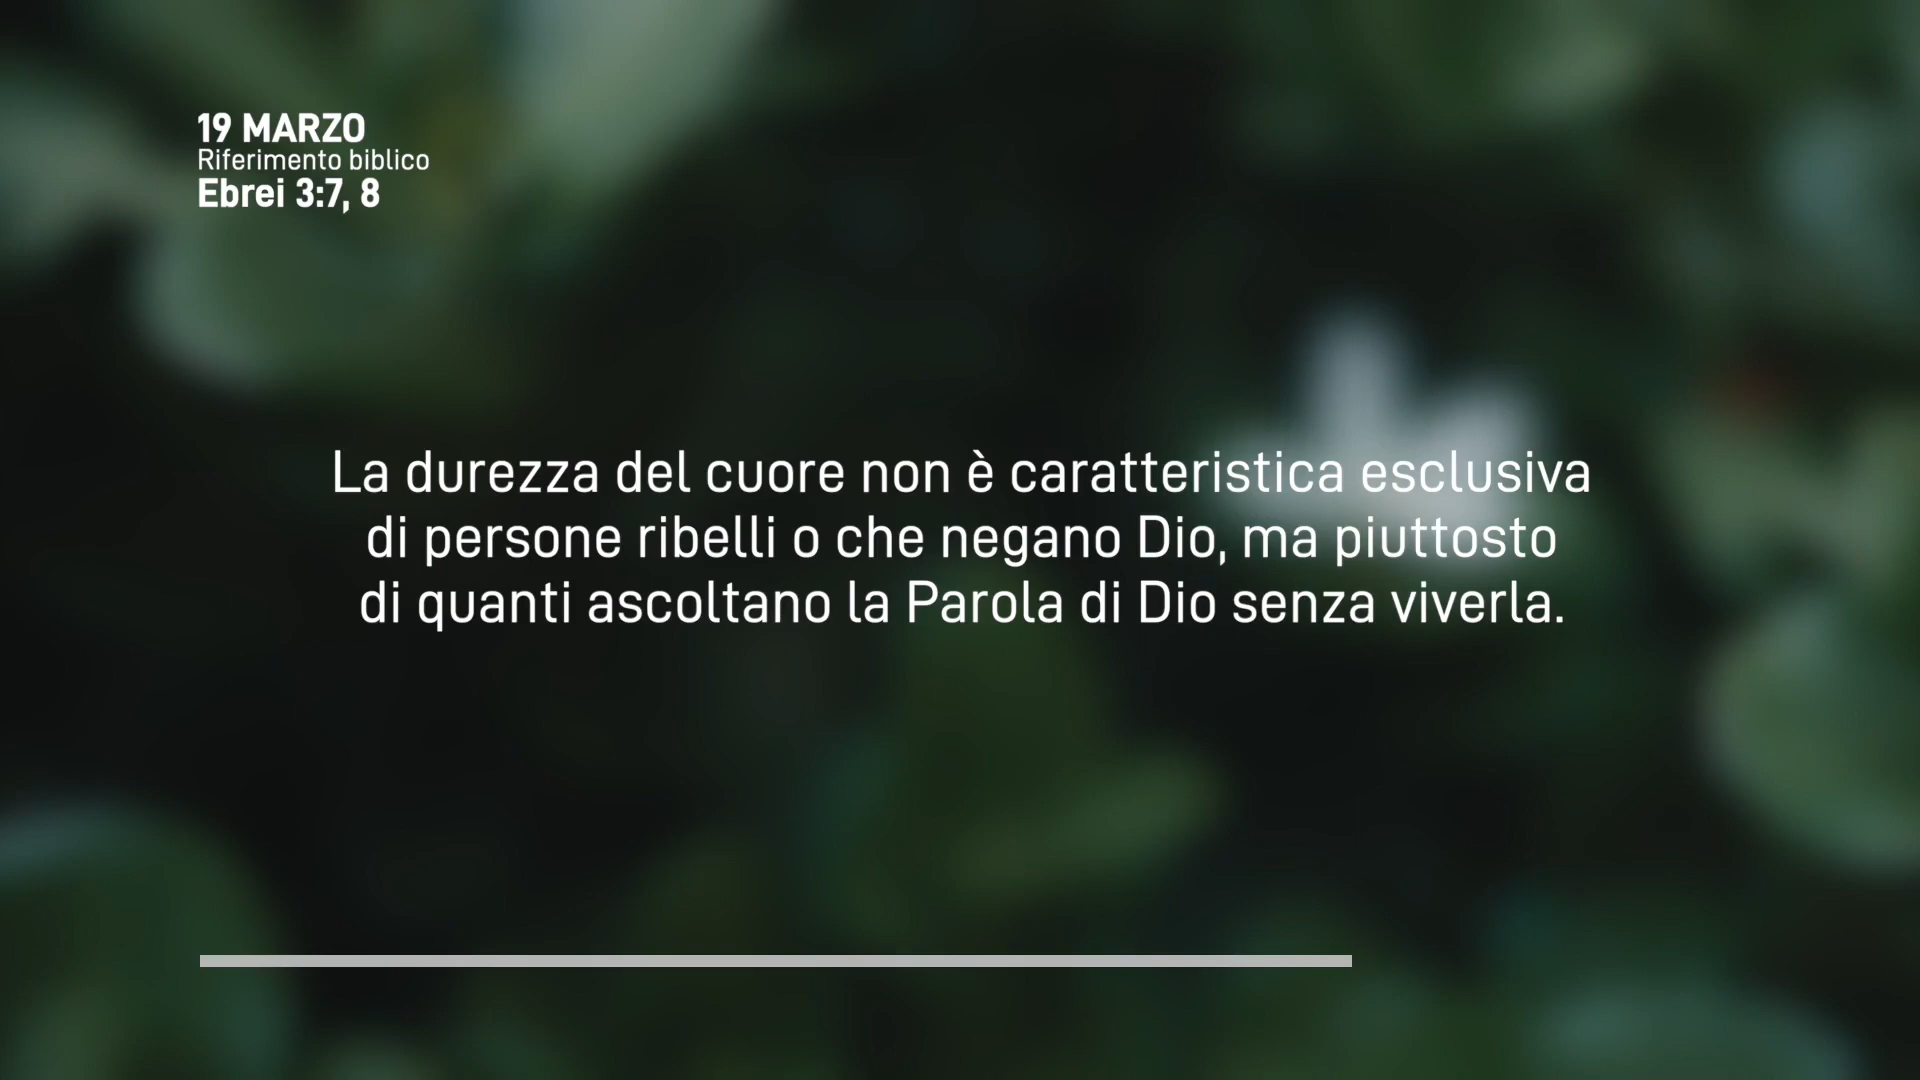 19 MARZO
Riferimento biblico
Ebrei 3:7, 8
La durezza del cuore non è caratteristica esclusiva
di persone ribelli o che negano Dio, ma piuttosto
di quanti ascoltano la Parola di Dio senza viverla.